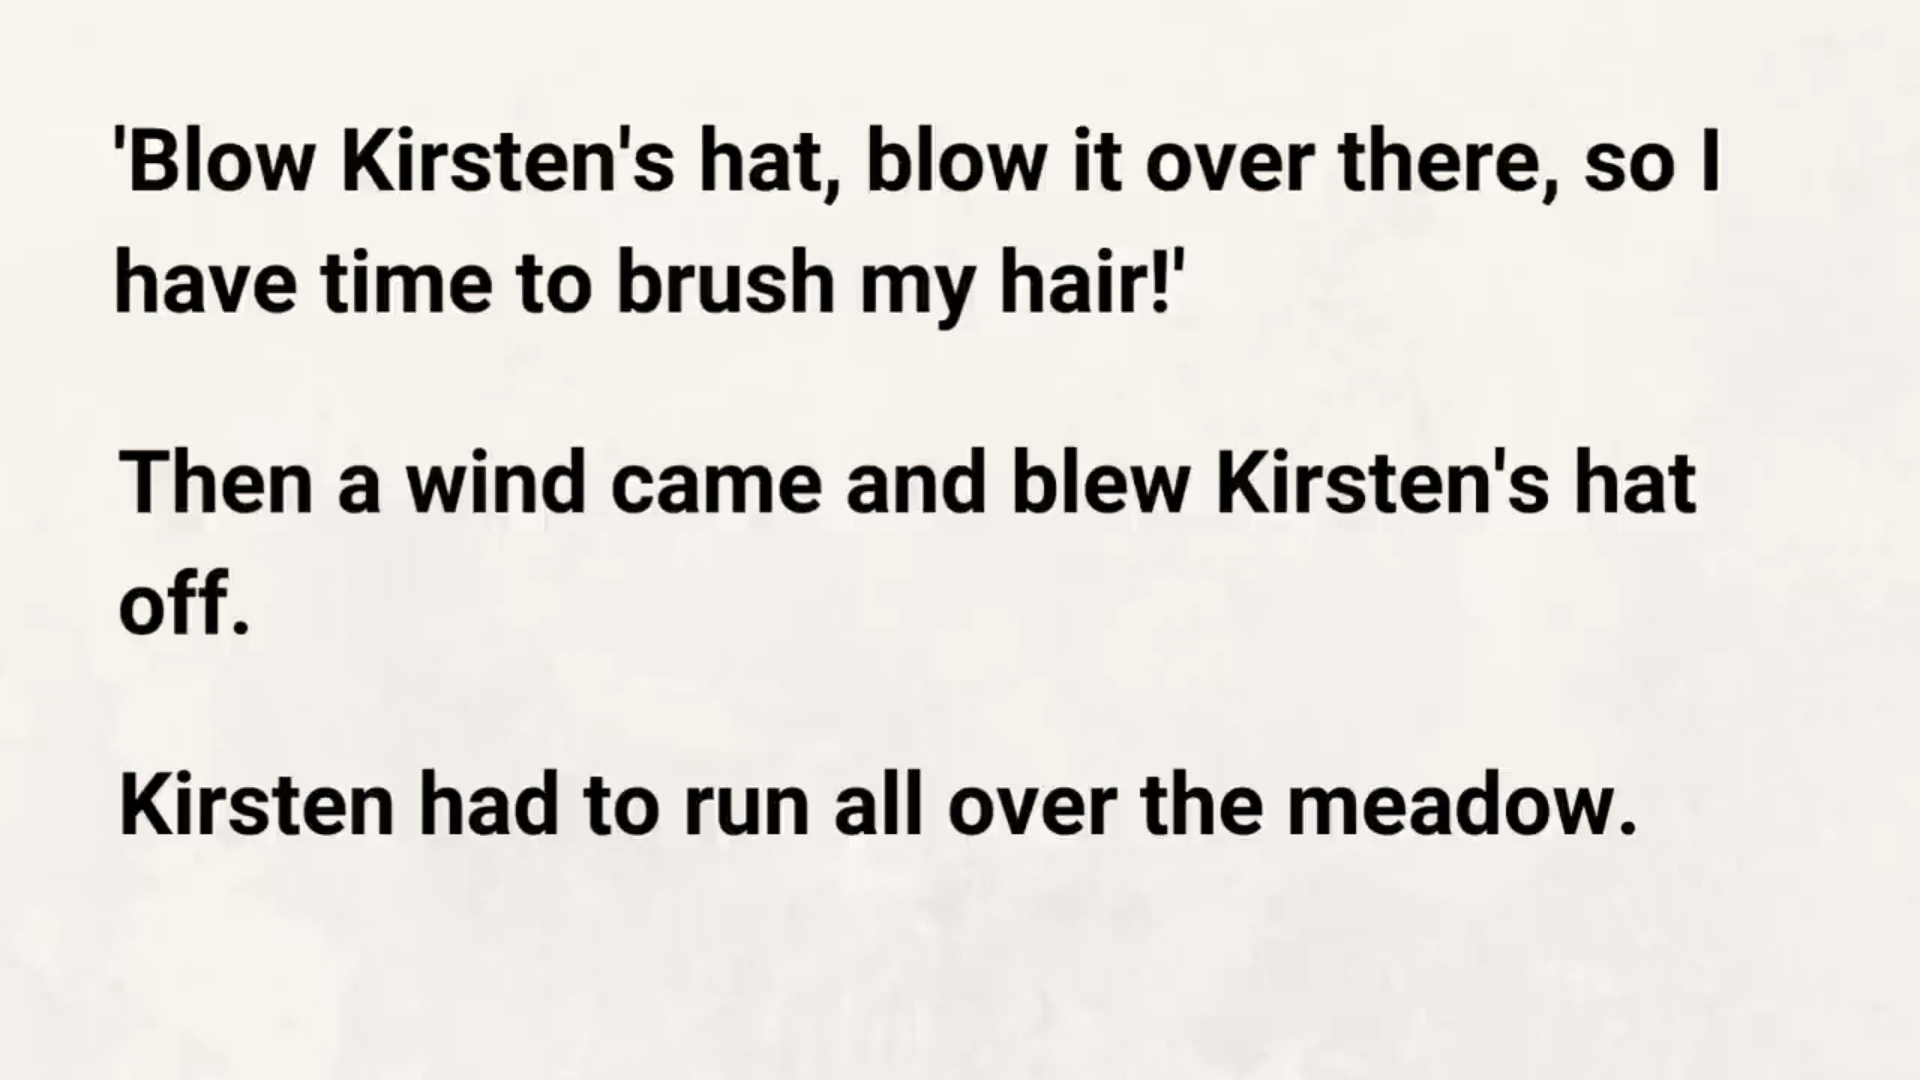 'Blow Kirsten's hat, blow it over there, so I
have time to brush my hair!'
Then a wind came and blew Kirsten's hat
off.
Kirsten had to run all over the meadow.